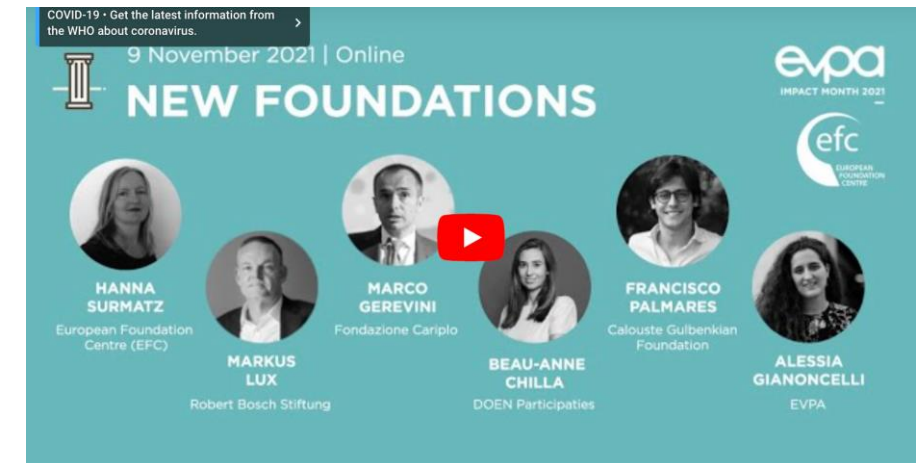 COVID-19 • Get the latest information from
the WHO about coronavirus.
9 November 2021 | Online
NEW FOUNDATIONS
evpa
IMPACT MONTH 2021
efc
EUROPEAN
FOUNDATION
CENTRE
HANNA
SURMATZ
European Foundation
Centre (EFC)
MARKUS
LUX
Robert Bosch Stiftung
MARCO
GEREVINI
Fondazione Cariplo
BEAU-ANNE
CHILLA
DOEN Participaties
FRANCISCO
PALMARES
Calouste Gulbenkian
Foundation
ALESSIA
GIANONCELLI
EVPA